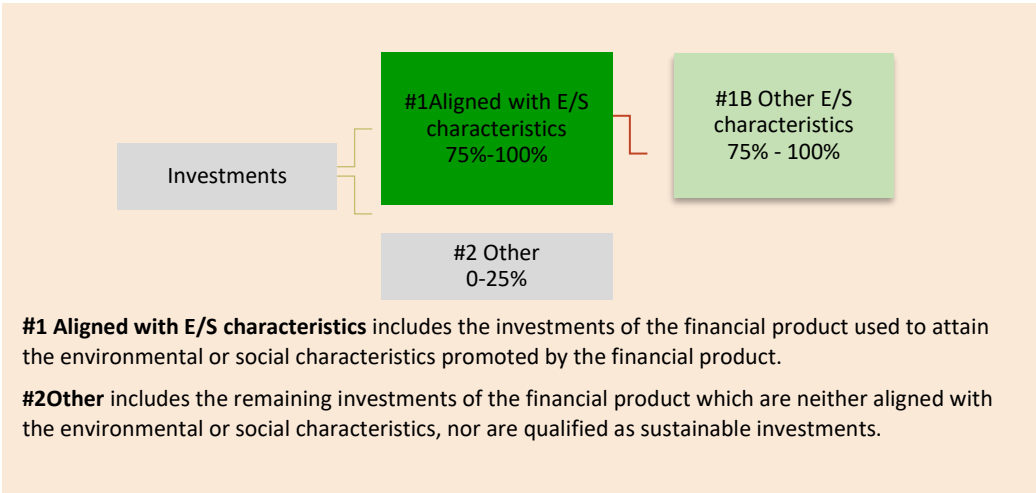 #1Aligned with E/S
characteristics
75%-100%
#1B Other E/S
characteristics
75% - 100%
Investments
#2 Other
0-25%
#1 Aligned with E/S characteristics includes the investments of the financial product used to attain
the environmental or social characteristics promoted by the financial product.
#2Other includes the remaining investments of the financial product which are neither aligned with
the environmental or social characteristics, nor are qualified as sustainable investments.